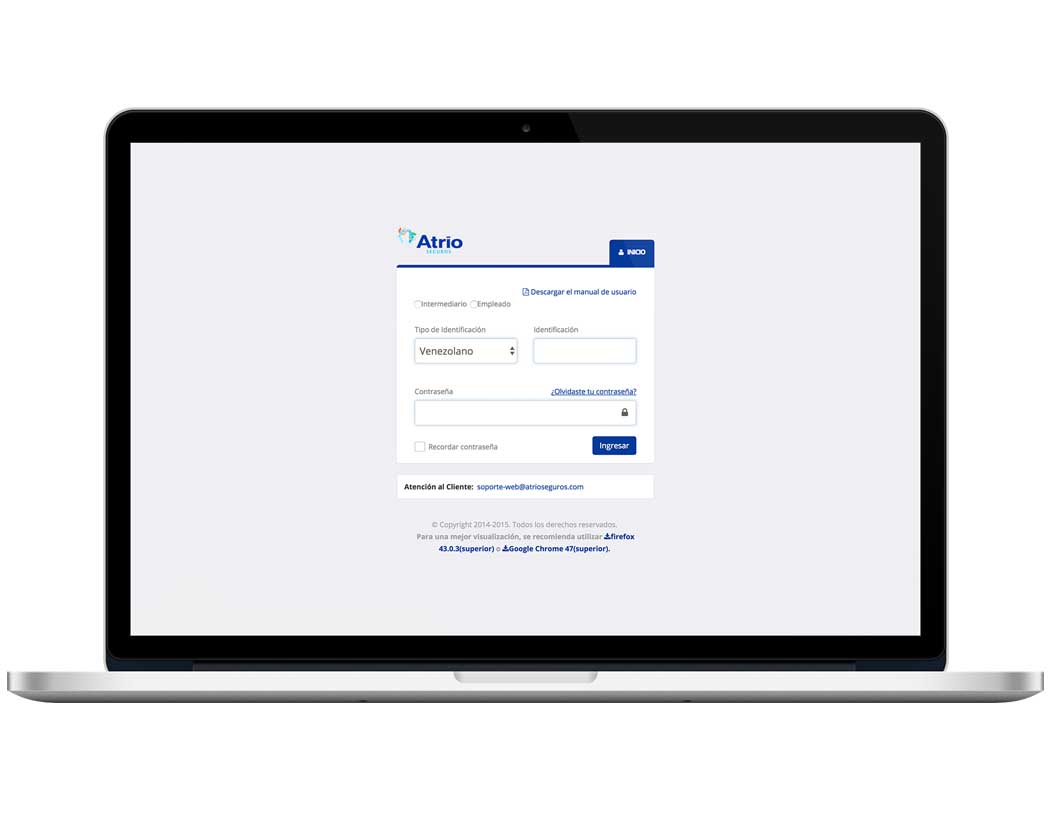 Atrio
SEGUROS
INICIO
Descargar el manual de usuario
Intermediario Empleado
Tipo de Identificación Identificación
Venezolano
Contraseña ¿Olvidaste tu contraseña?
Recordar contraseña Ingresar
Atención al Cliente: soporte-web@atrioseguros.com
© Copyright 2014-2015. Todos los derechos reservados.
Para una mejor visualización, se recomienda utilizar firefox
43.0.3(superior) o Google Chrome 47(superior).